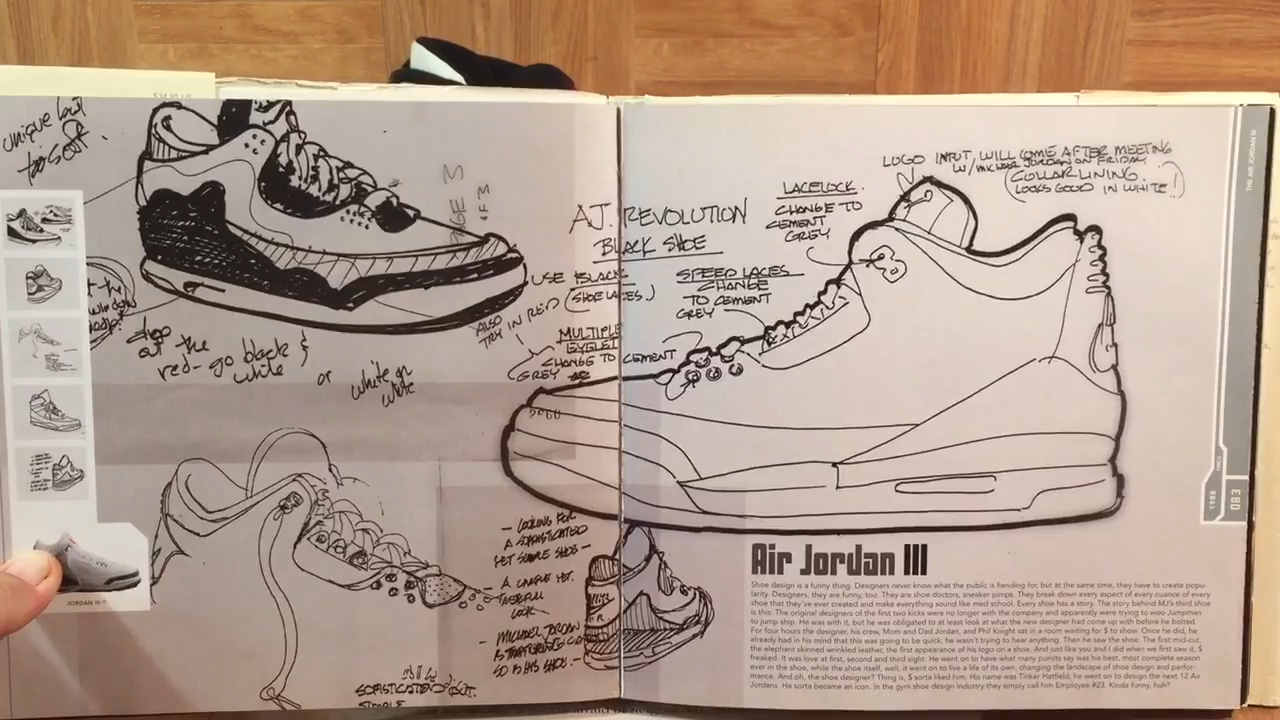 unique but
too soft.
drop
out the
red- go black &
white
or white on
white
A.J. REVOLUTION
BLACK SHOE
USE BLACK
(SHOE LACES.)
ALSO
TRY IN RED
MULTIPLE
EYELET
CHANGE TO CEMENT
GREY
SPEED LACES
CHANGE
TO CEMENT
GREY
LACELOCK.
CHANGE TO
CEMENT
GREY
LOGO INPUT WILL COME AFTER MEETING
W/MICHAEL JORDAN ON FRIDAY.
(COLLAR LINING.
LOOKS GOOD IN WHITE!)
THE AIR JORDAN III
1988
- LOOKING FOR
A SOPHISTICATED
YET SIMPLE SHOE -
- A UNIQUE YET.
TASTEFUL
LOOK -
- MICHAEL JORDAN
IS
SO IS HIS SHOE. -
SIMPLE
JORDAN III
Air Jordan III
Shoe design is a funny thing. Designers never know what the public is fiending for, but at the same time, they have to create popu-
larity. Designers, they are funny, too. They are shoe doctors, sneaker pimps. They break down every aspect of every nuance of every
shoe that they've ever created and make everything sound like med school. Every shoe has a story. The story behind MJ's third shoe
is this: The original designers of the first two kicks were no longer with the company and apparently were trying to woo Jumpman
to jump ship. He was with it, but he was obligated to at least look at what the new designer had come up with before he bolted.
For four hours the designer, his crew, Mom and Dad Jordan, and Phil Knight sat in a room waiting for $ to show. Once he did, he
already had in his mind that this was going to be quick, he wasn't trying to hear anything. Then he saw the shoe. The first mid-cut,
the elephant skinned wrinkled leather, the first appearance of his logo on a shoe. And just like you and I did when we first saw it, $
freaked. It was love at first, second and third sight. He went on to have what many purists say was his best, most complete season
ever in the shoe, while the shoe itself, well, it went on to live a life of its own, changing the landscape of shoe design and perfor-
mance. And oh, the shoe designer? Thing is, $ sorta liked him. His name was Tinker Hatfield, he went on to design the next 12 Air
Jordans. He sorta became an icon. In the gym shoe design industry they simply call him Employee #23. Kinda funny, huh?